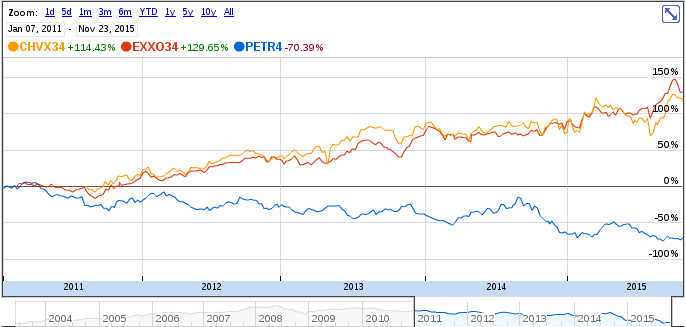 Zoom: 1d 5d 1m 3m 6m YTD 1y 5y 10y All
Jan 07, 2011 - Nov 23, 2015
CHVX34 +114.43% EXXO34 +129.65% PETR4 -70.39%
150%
100%
50%
0%
-50%
-100%
2011 2012 2013 2014 2015
2004 2005 2006 2007 2008 2009 2010 2011 2012 2013 2014 2015